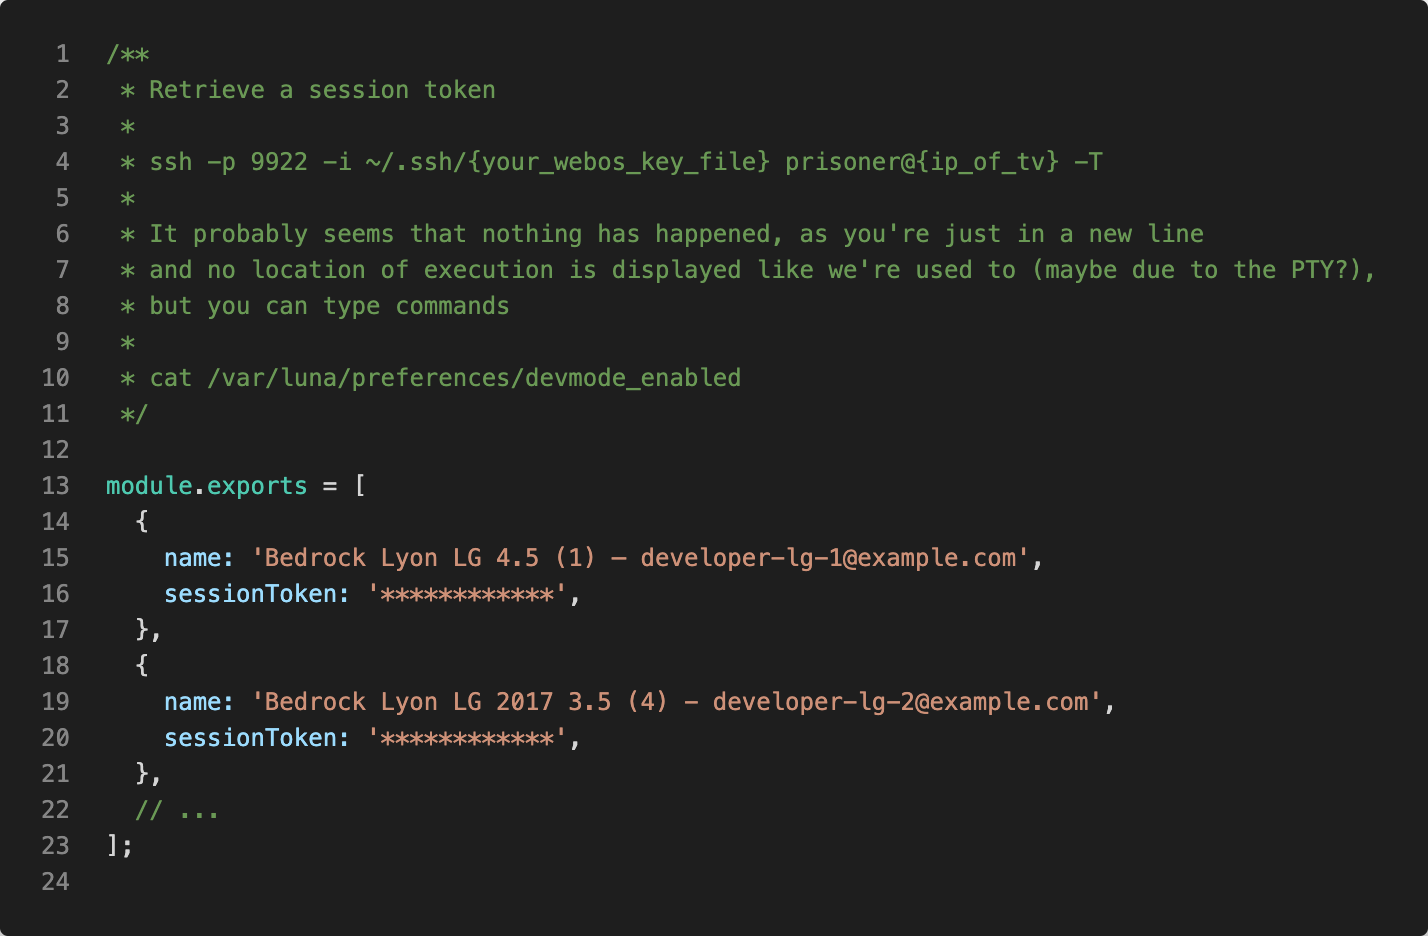 1 /**
2  * Retrieve a session token
3  *
4  * ssh -p 9922 -i ~/.ssh/{your_webos_key_file} prisoner@{ip_of_tv} -T
5  *
6  * It probably seems that nothing has happened, as you're just in a new line
7  * and no location of execution is displayed like we're used to (maybe due to the PTY?),
8  * but you can type commands
9  *
10  * cat /var/luna/preferences/devmode_enabled
11  */
12
13 module.exports = [
14   {
15     name: 'Bedrock Lyon LG 4.5 (1) – developer-lg-1@example.com',
16     sessionToken: '************',
17   },
18   {
19     name: 'Bedrock Lyon LG 2017 3.5 (4) - developer-lg-2@example.com',
20     sessionToken: '************',
21   },
22   // ...
23 ];
24